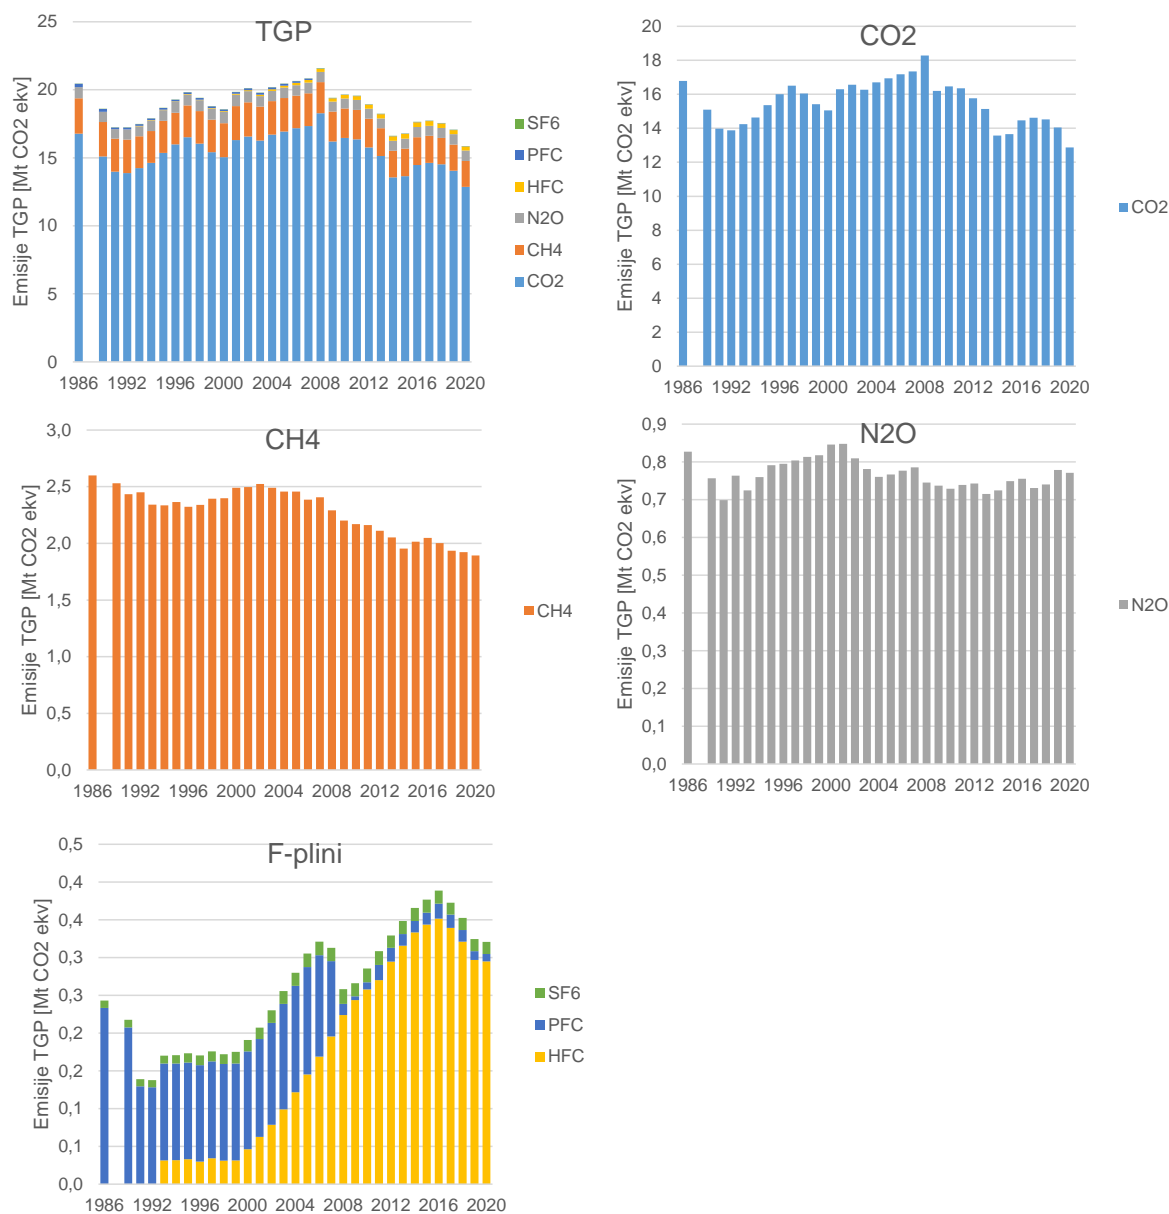 TGP
Emisije TGP [Mt CO2 ekv]
25
20
15
10
5
0
1986 1992 1996 2000 2004 2008 2012 2016 2020
SF6
PFC
HFC
N2O
CH4
CO2
CO2
Emisije TGP [Mt CO2 ekv]
20
18
16
14
12
10
8
6
4
2
0
1986 1992 1996 2000 2004 2008 2012 2016 2020
CO2
CH4
Emisije TGP [Mt CO2 ekv]
3,0
2,5
2,0
1,5
1,0
0,5
0,0
1986 1992 1996 2000 2004 2008 2012 2016 2020
CH4
N2O
Emisije TGP [Mt CO2 ekv]
0,9
0,8
0,7
0,6
0,5
0,4
0,3
0,2
0,1
0,0
1986 1992 1996 2000 2004 2008 2012 2016 2020
N2O
F-plini
Emisije TGP [Mt CO2 ekv]
0,5
0,4
0,4
0,3
0,3
0,2
0,2
0,1
0,1
0,0
1986 1992 1996 2000 2004 2008 2012 2016 2020
SF6
PFC
HFC